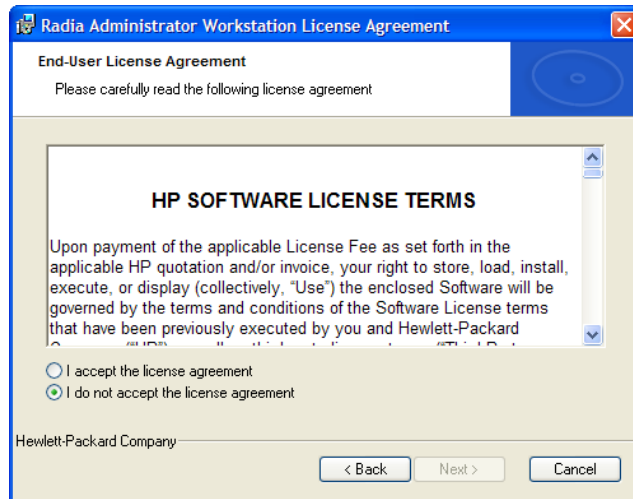 Radia Administrator Workstation License Agreement
End-User License Agreement
Please carefully read the following license agreement
HP SOFTWARE LICENSE TERMS
Upon payment of the applicable License Fee as set forth in the
applicable HP quotation and/or invoice, your right to store, load, install,
execute, or display (collectively, “Use”) the enclosed Software will be
governed by the terms and conditions of the Software License terms
that have been previously executed by you and Hewlett-Packard
I accept the license agreement
I do not accept the license agreement
Hewlett-Packard Company
< Back Next > Cancel